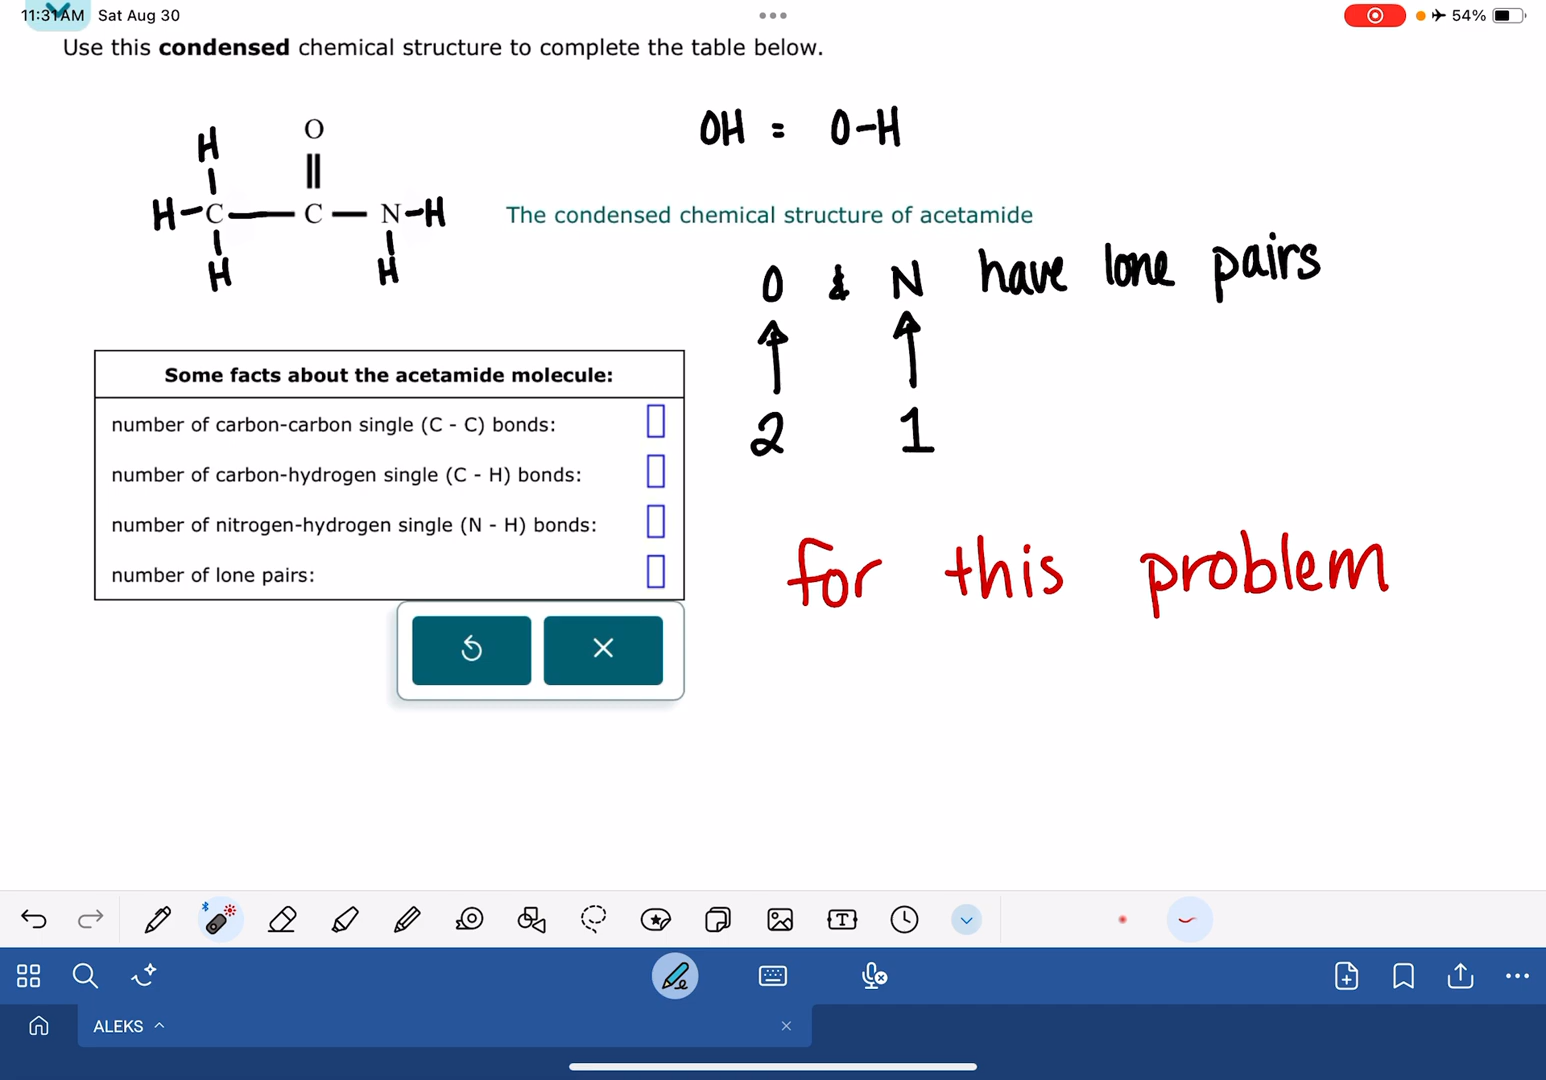 11:31AM Sat Aug 30
54%
Use this condensed chemical structure to complete the table below.
OH = O-H
H O
H-C-C-N-H
H H
The condensed chemical structure of acetamide
O & N have lone pairs
2 1
Some facts about the acetamide molecule:
number of carbon-carbon single (C - C) bonds:
number of carbon-hydrogen single (C - H) bonds:
number of nitrogen-hydrogen single (N - H) bonds:
number of lone pairs:
for this problem
ALEKS